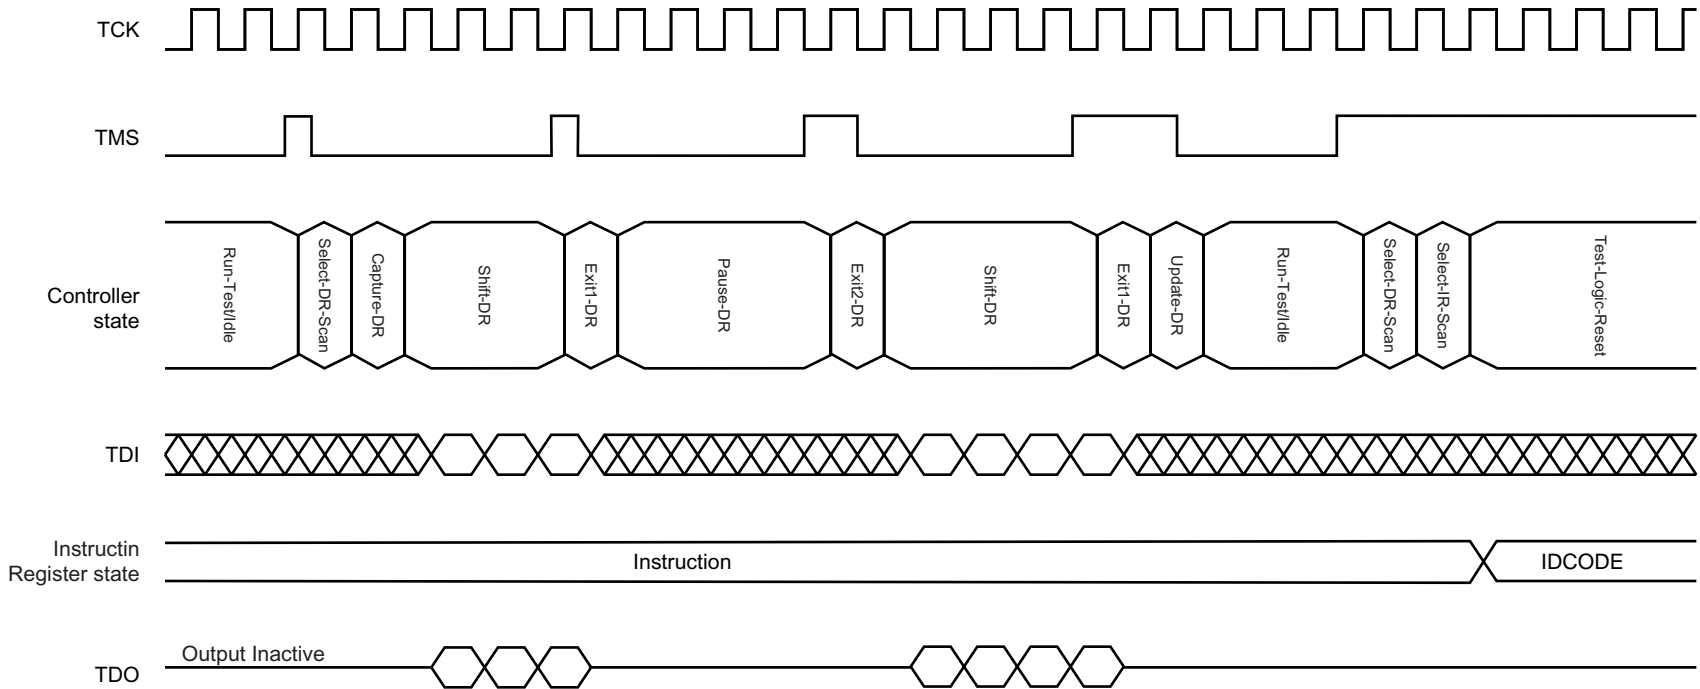 TCK
TMS
Controller
state
Run-Test/Idle
Select-DR-Scan
Capture-DR
Shift-DR
Exit1-DR
Pause-DR
Exit2-DR
Shift-DR
Exit1-DR
Update-DR
Run-Test/Idle
Select-DR-Scan
Select-IR-Scan
Test-Logic-Reset
TDI
Instructin
Register state
Instruction
IDCODE
TDO
Output Inactive